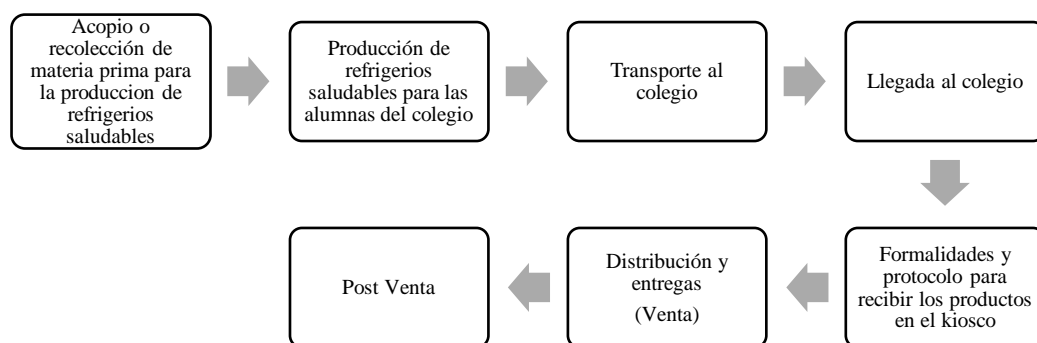 Acopio o
recolección de
materia prima para
la produccion de
refrigerios
saludables
Producción de
refrigerios
saludables para las
alumnas del colegio
Transporte al
colegio
Llegada al colegio
Formalidades y
protocolo para
recibir los productos
en el kiosco
Distribución y
entregas
(Venta)
Post Venta